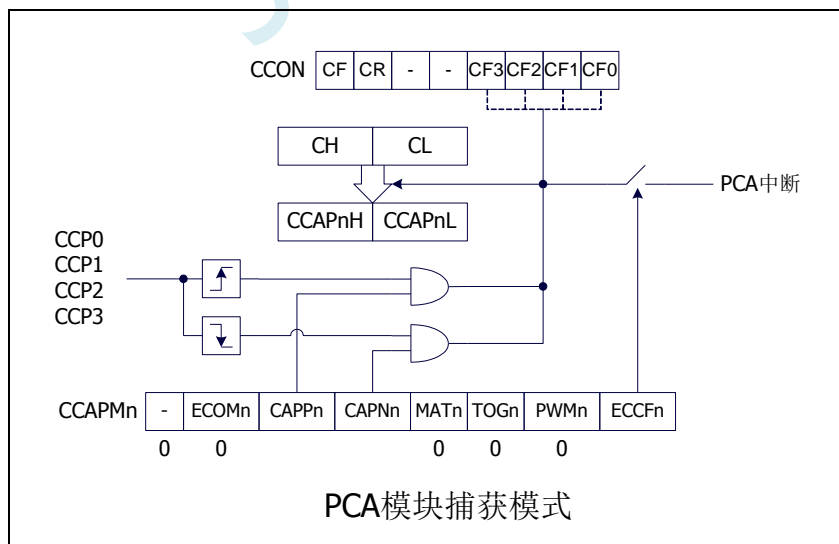 CCON CF CR - - CF3 CF2 CF1 CF0
CH CL
PCA中断
CCAPnH CCAPnL
CCP0
CCP1
CCP2
CCP3
CCAPMn - ECOMn CAPPn CAPNn MATn TOGn PWMn ECCFn
0 0 0 0 0
PCA模块捕获模式